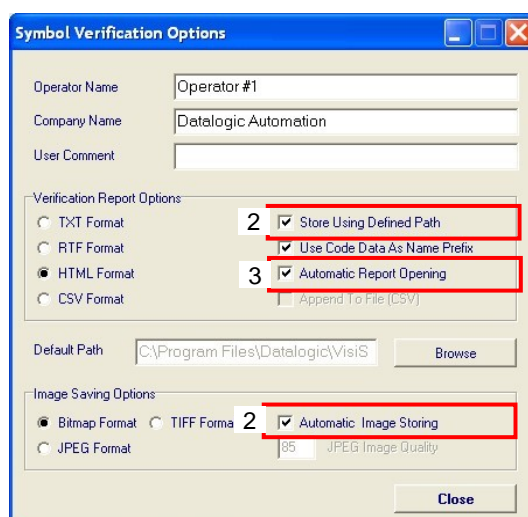 Symbol Verification Options
Operator Name Operator #1
Company Name Datalogic Automation
User Comment
Verification Report Options
TXT Format 2 Store Using Defined Path
RTF Format Use Code Data As Name Prefix
HTML Format 3 Automatic Report Opening
CSV Format Append To File (CSV)
Default Path C:\Program Files\Datalogic\VisiS Browse
Image Saving Options
Bitmap Format TIFF Forma 2 Automatic Image Storing
JPEG Format 85 JPEG Image Quality
Close